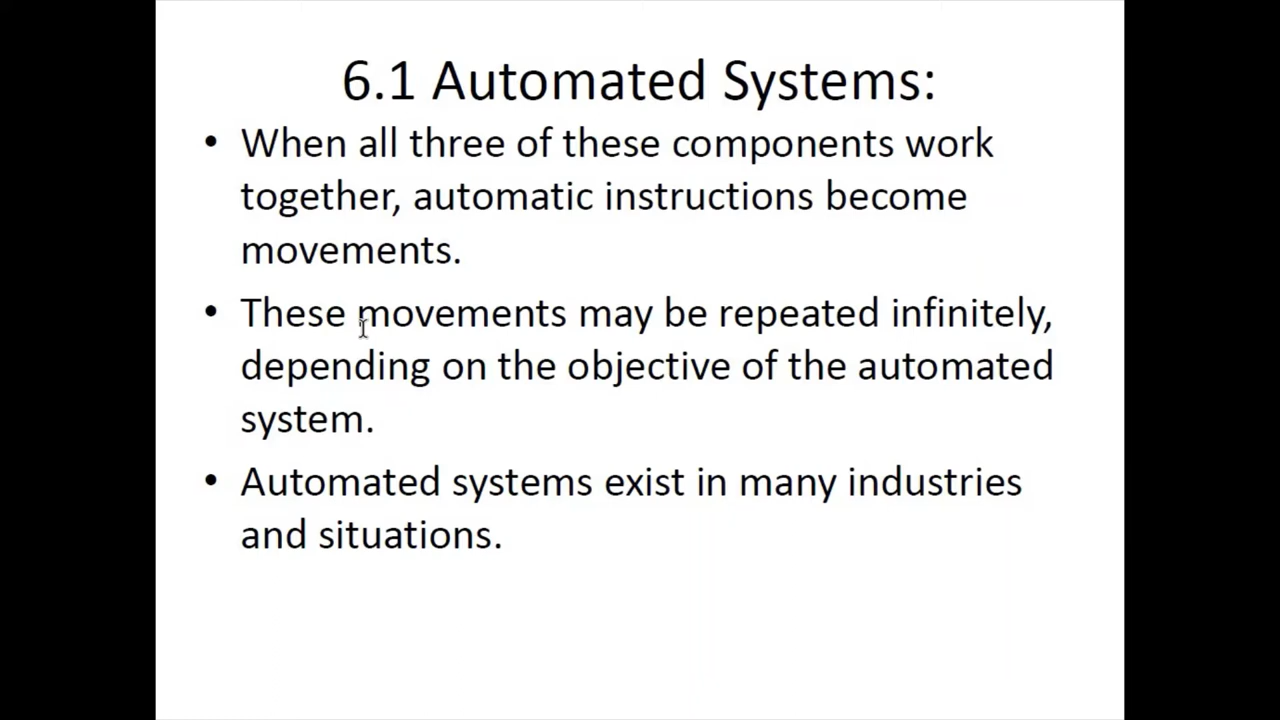 6.1 Automated Systems:
• When all three of these components work
together, automatic instructions become
movements.
• These movements may be repeated infinitely,
depending on the objective of the automated
system.
• Automated systems exist in many industries
and situations.